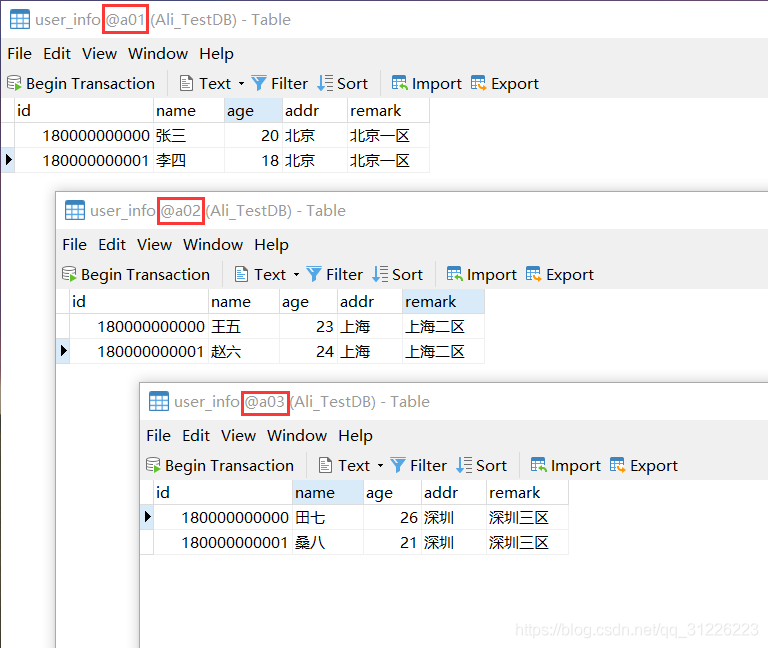 user_info @a01 (Ali_TestDB) - Table
File Edit View Window Help
Begin Transaction Text Filter Sort Import Export
id name age addr remark
180000000000 张三 20 北京 北京一区
180000000001 李四 18 北京 北京一区
user_info @a02 (Ali_TestDB) - Table
File Edit View Window Help
Begin Transaction Text Filter Sort Import Export
id name age addr remark
180000000000 王五 23 上海 上海二区
180000000001 赵六 24 上海 上海二区
user_info @a03 (Ali_TestDB) - Table
File Edit View Window Help
Begin Transaction Text Filter Sort Import Export
id name age addr remark
180000000000 田七 26 深圳 深圳三区
180000000001 桑八 21 深圳 深圳三区
https://blog.csdn.net/qq_31226223